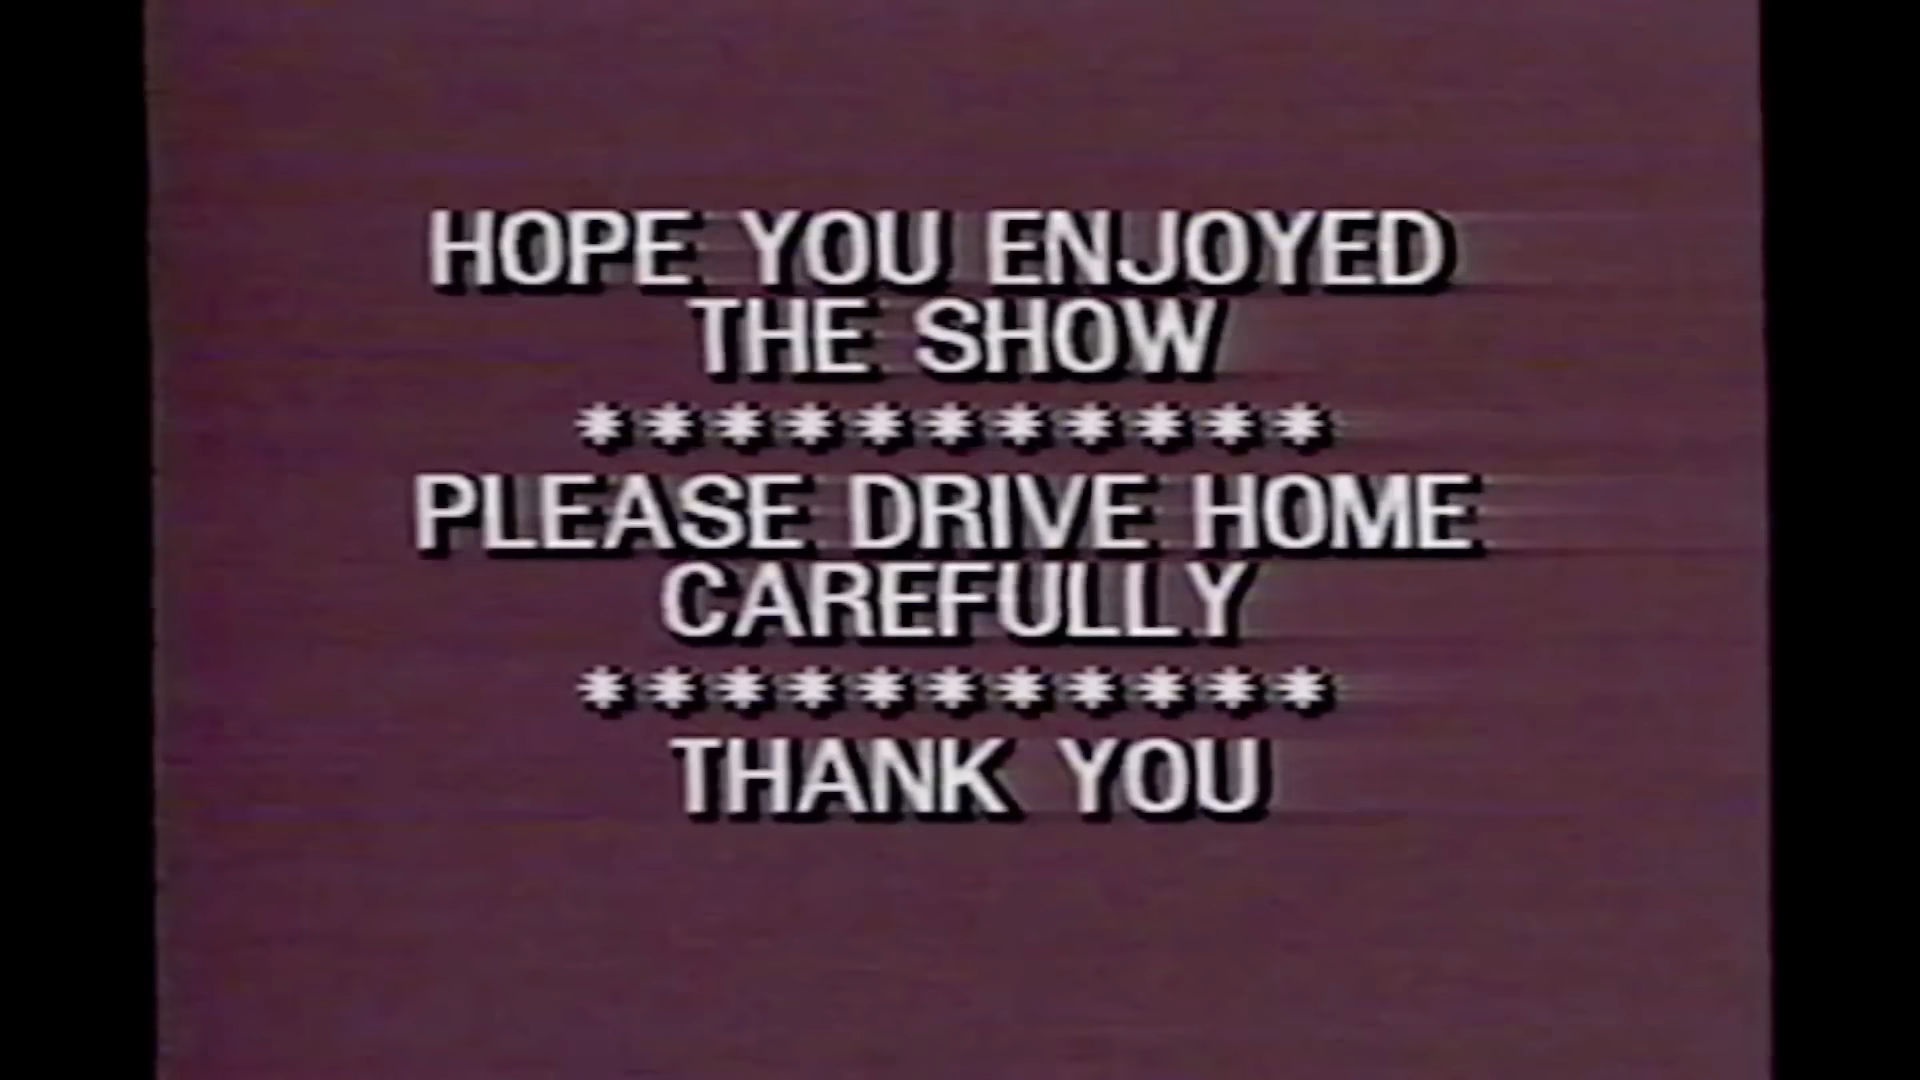 HOPE YOU ENJOYED
THE SHOW
***********
PLEASE DRIVE HOME
CAREFULLY
***********
THANK YOU